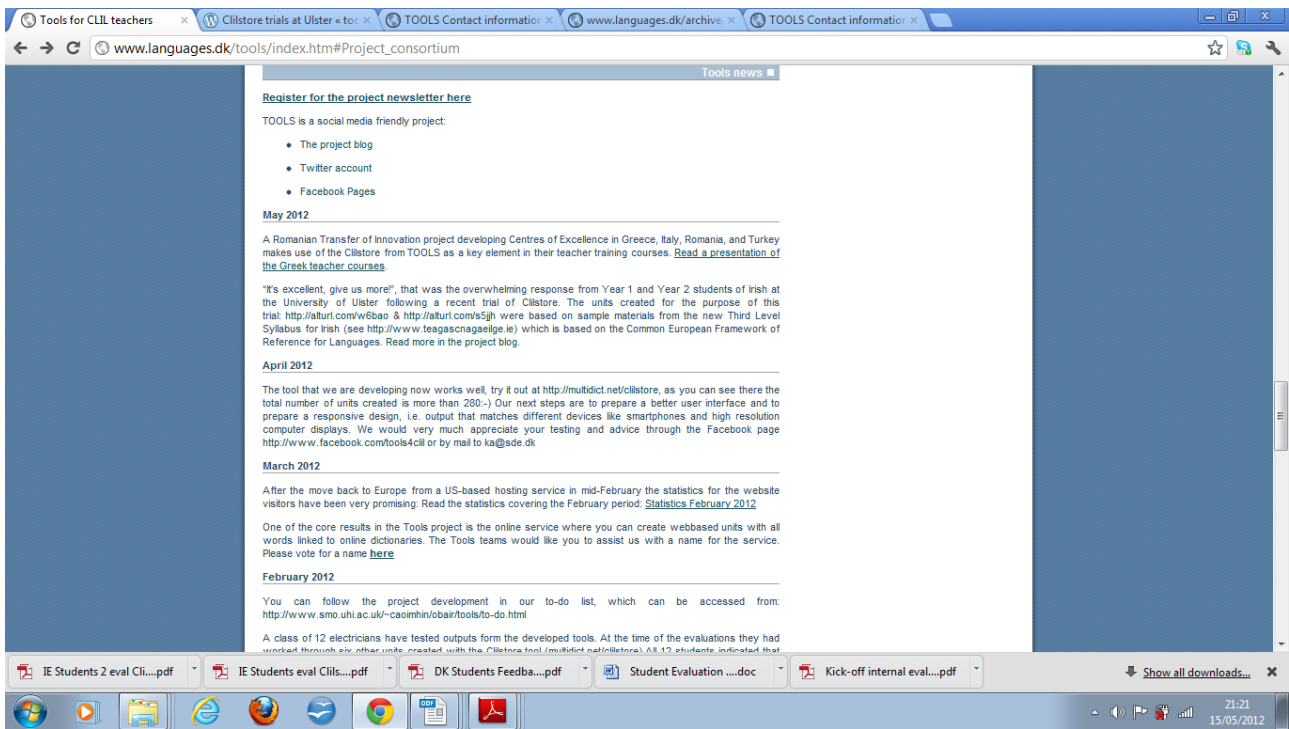 Tools for CLIL teachers
Clilstore trials at Ulster « toc
TOOLS Contact information
www.languages.dk/archive
TOOLS Contact information
www.languages.dk/tools/index.htm#Project_consortium
Tools news
Register for the project newsletter here
TOOLS is a social media friendly project:
The project blog
Twitter account
Facebook Pages
May 2012
A Romanian Transfer of Innovation project developing Centres of Excellence in Greece, Italy, Romania, and Turkey
makes use of the Clilstore from TOOLS as a key element in their teacher training courses. Read a presentation of
the Greek teacher courses.
"It's excellent, give us more!", that was the overwhelming response from Year 1 and Year 2 students of Irish at
the University of Ulster following a recent trial of Clilstore. The units created for the purpose of this
trial: http://alturl.com/w6bao & http://alturl.com/s5jjh were based on sample materials from the new Third Level
Syllabus for Irish (see http://www.teagascnagaeilge.ie) which is based on the Common European Framework of
Reference for Languages. Read more in the project blog.
April 2012
The tool that we are developing now works well, try it out at http://multidict.net/clilstore, as you can see there the
total number of units created is more than 280:-) Our next steps are to prepare a better user interface and to
prepare a responsive design, i.e. output that matches different devices like smartphones and high resolution
computer displays. We would very much appreciate your testing and advice through the Facebook page
http://www.facebook.com/tools4clil or by mail to ka@sde.dk
March 2012
After the move back to Europe from a US-based hosting service in mid-February the statistics for the website
visitors have been very promising: Read the statistics covering the February period: Statistics February 2012
One of the core results in the Tools project is the online service where you can create webbased units with all
words linked to online dictionaries. The Tools teams would like you to assist us with a name for the service.
Please vote for a name here
February 2012
You can follow the project development in our to-do list, which can be accessed from:
http://www.smo.uhi.ac.uk/~caoimhin/obair/tools/to-do.html
A class of 12 electricians have tested outputs form the developed tools. At the time of the evaluations they had
worked through six other units created with the Clilstore tool (multidict.net/clilstore) All 12 students indicated that
IE Students 2 eval Cli....pdf
IE Students eval Clils....pdf
DK Students Feedba....pdf
Student Evaluation ....doc
Kick-off internal eval....pdf
Show all downloads...
ODF
21:21
15/05/2012